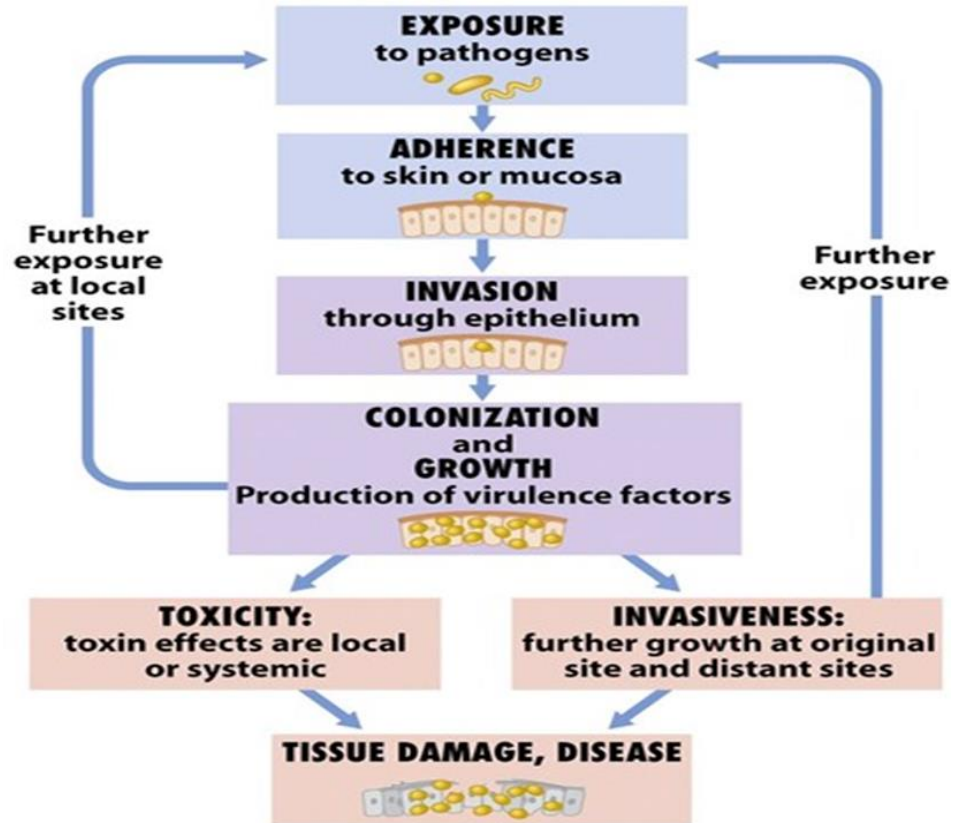 EXPOSURE
to pathogens
ADHERENCE
to skin or mucosa
Further
exposure
at local
sites
Further
exposure
INVASION
through epithelium
COLONIZATION
and
GROWTH
Production of virulence factors
TOXICITY:
toxin effects are local
or systemic
INVASIVENESS:
further growth at original
site and distant sites
TISSUE DAMAGE, DISEASE